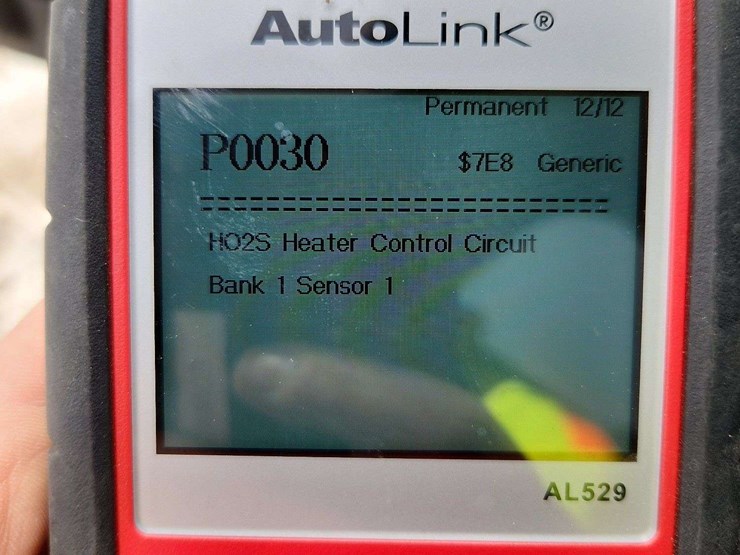 AutoLink®
Permanent 12/12
P0030 $7E8 Generic
===================================
HO2S Heater Control Circuit
Bank 1 Sensor 1
AL529